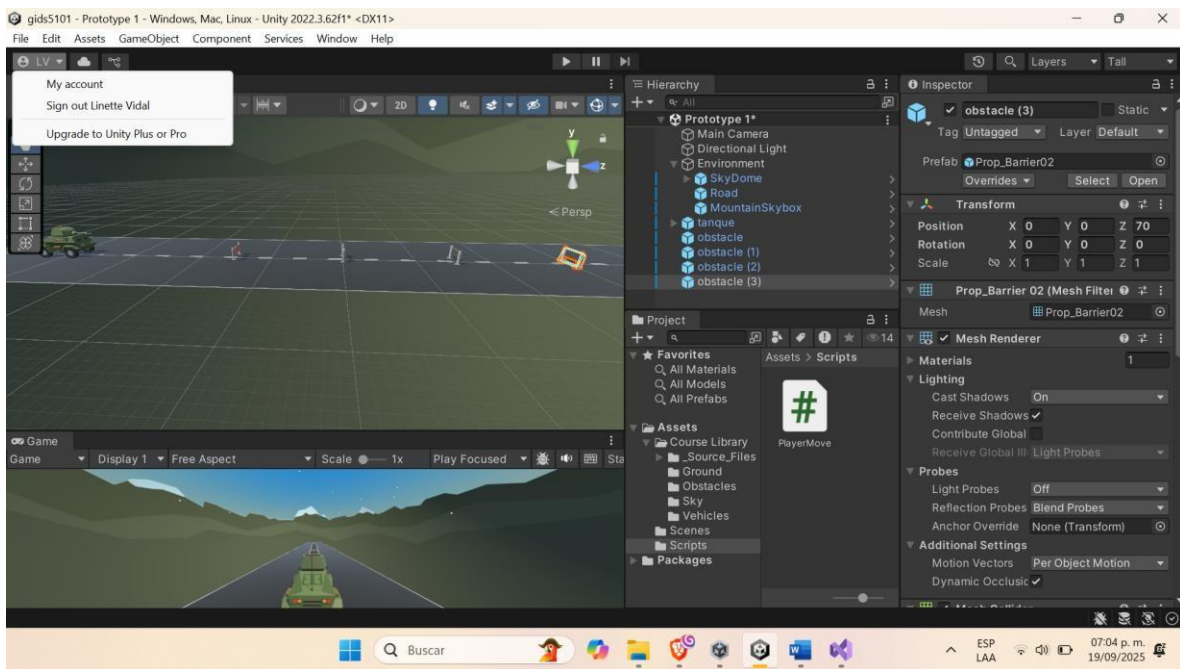 gids5101 - Prototype 1 - Windows, Mac, Linux - Unity 2022.3.62f1* <DX11>
File Edit Assets GameObject Component Services Window Help
LV
Layers
Tall
My account
Sign out Linette Vidal
Upgrade to Unity Plus or Pro
2D
y
z
Persp
Game
Game Display 1 Free Aspect Scale 1x Play Focused Sta
Hierarchy
All
Prototype 1*
Main Camera
Directional Light
Environment
SkyDome
Road
MountainSkybox
tanque
obstacle
obstacle (1)
obstacle (2)
obstacle (3)
Project
14
Favorites
All Materials
All Models
All Prefabs
Assets
Course Library
_Source_Files
Ground
Obstacles
Sky
Vehicles
Scenes
Scripts
Packages
Assets > Scripts
#
PlayerMove
Inspector
obstacle (3) Static
Tag Untagged Layer Default
Prefab Prop_Barrier02
Overrides Select Open
Transform
Position X 0 Y 0 Z 70
Rotation X 0 Y 0 Z 0
Scale X 1 Y 1 Z 1
Prop_Barrier 02 (Mesh Filter
Mesh Prop_Barrier02
Mesh Renderer
Materials 1
Lighting
Cast Shadows On
Receive Shadows
Contribute Global
Receive Global Ill Light Probes
Probes
Light Probes Off
Reflection Probes Blend Probes
Anchor Override None (Transform)
Additional Settings
Motion Vectors Per Object Motion
Dynamic Occlusic
Buscar
ESP
LAA
07:04 p. m.
19/09/2025